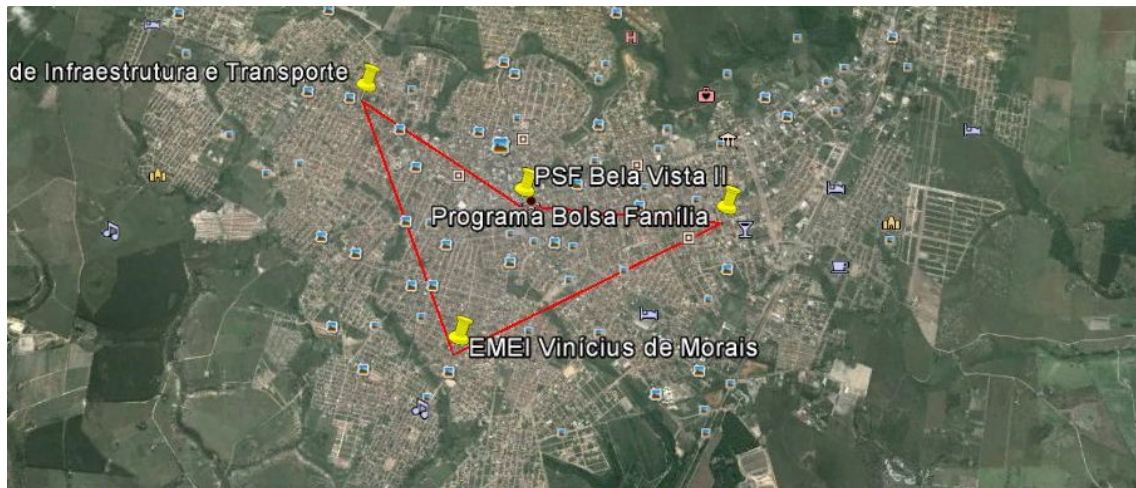 de Infraestrutura e Transporte
PSF Bela Vista II
Programa Bolsa Família
EMEI Vinícius de Morais
H